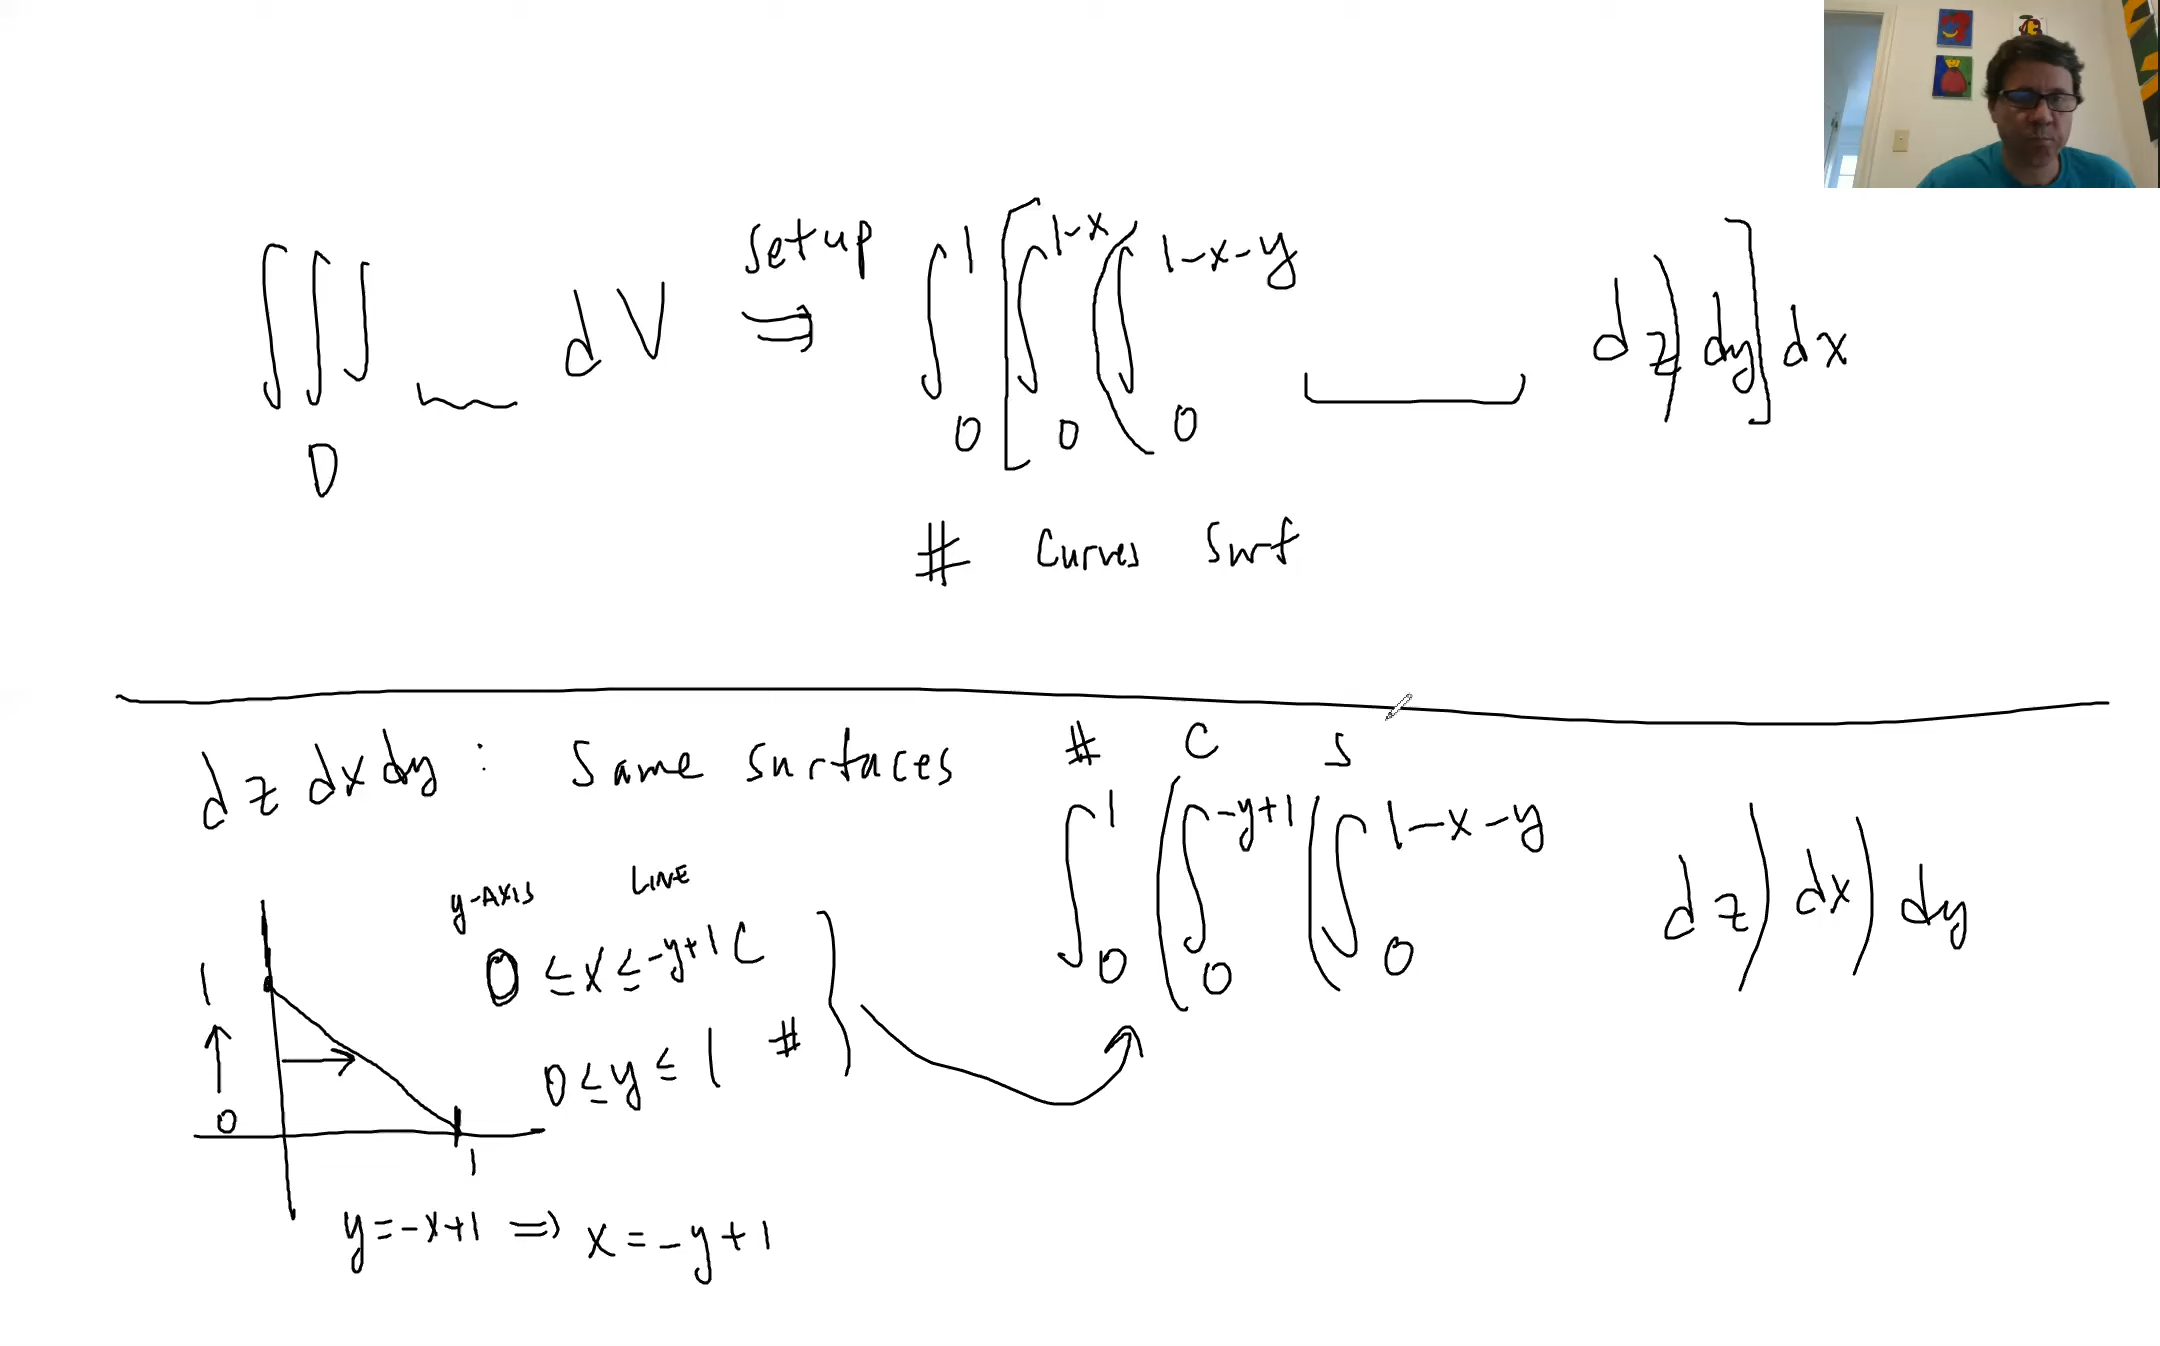 ∭_D ﹏ dV setup ⇒ ∫_0^1 [ ∫_0^{1-x} ( ∫_0^{1-x-y} ⎵ dz ) dy ] dx
# Curves Surf
dz dx dy : Same surfaces
# C S
∫_0^1 ( ∫_0^{-y+1} ( ∫_0^{1-x-y} dz ) dx ) dy
y-AXIS LINE
0 ≤ x ≤ -y+1 C
0 ≤ y ≤ 1 #
1
↑
0
1
y = -x+1 ⇒ x = -y+1